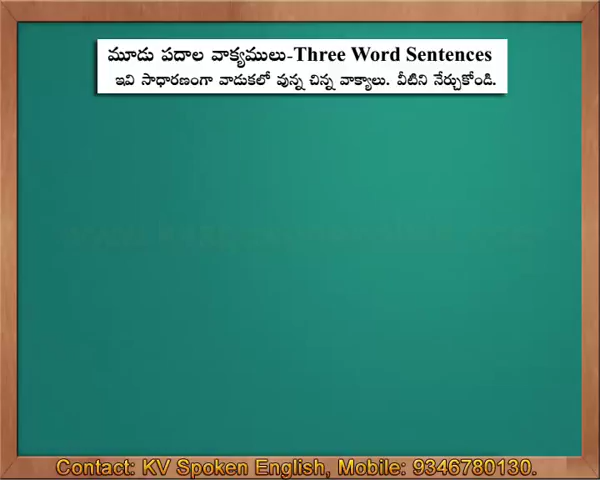 మూడు పదాల వాక్యములు-Three Word Sentences
ఇవి సాధారణంగా వాడుకలో వున్న చిన్న వాక్యాలు. వీటిని నేర్చుకోండి.
Contact: KV Spoken English, Mobile: 9346780130.